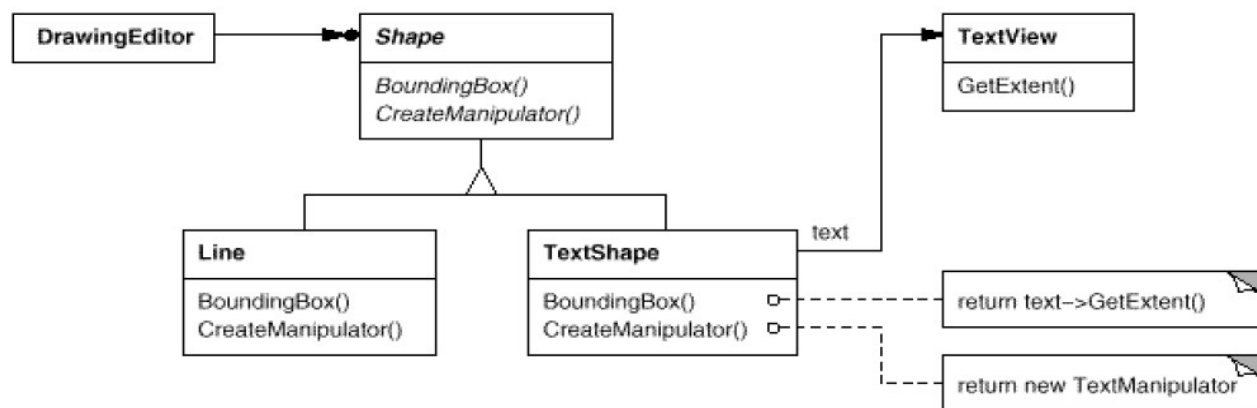 DrawingEditor
Shape
BoundingBox()
CreateManipulator()
TextView
GetExtent()
Line
BoundingBox()
CreateManipulator()
TextShape
BoundingBox()
CreateManipulator()
text
return text->GetExtent()
return new TextManipulator